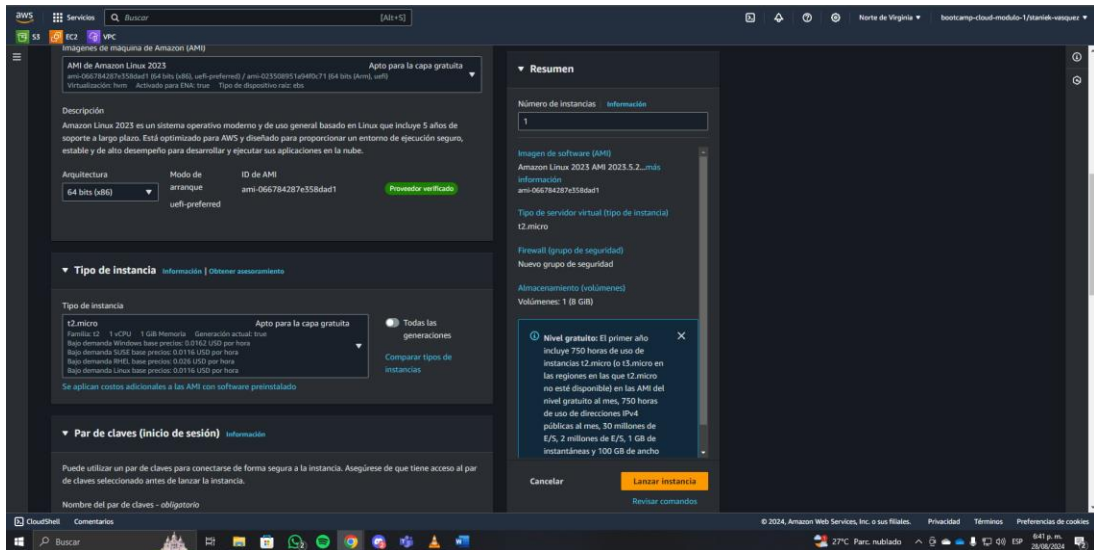 aws
Servicios
Buscar
[Alt+S]
Norte de Virginia
bootcamp-cloud-modulo-1/staniek-vasquez
S3
EC2
VPC
Imágenes de máquina de Amazon (AMI)
AMI de Amazon Linux 2023
Apto para la capa gratuita
ami-066784287e358dad1 (64 bits (x86), uefi-preferred) / ami-023508951a94f0c71 (64 bits (Arm), uefi)
Virtualización: hvm Activado para ENA: true Tipo de dispositivo raíz: ebs
Descripción
Amazon Linux 2023 es un sistema operativo moderno y de uso general basado en Linux que incluye 5 años de
soporte a largo plazo. Está optimizado para AWS y diseñado para proporcionar un entorno de ejecución seguro,
estable y de alto desempeño para desarrollar y ejecutar sus aplicaciones en la nube.
Arquitectura
64 bits (x86)
Modo de
arranque
uefi-preferred
ID de AMI
ami-066784287e358dad1
Proveedor verificado
Tipo de instancia Información | Obtener asesoramiento
Tipo de instancia
t2.micro
Apto para la capa gratuita
Familia: t2 1 vCPU 1 GiB Memoria Generación actual: true
Bajo demanda Windows base precios: 0.0162 USD por hora
Bajo demanda SUSE base precios: 0.0116 USD por hora
Bajo demanda RHEL base precios: 0.026 USD por hora
Bajo demanda Linux base precios: 0.0116 USD por hora
Todas las
generaciones
Comparar tipos de
instancias
Se aplican costos adicionales a las AMI con software preinstalado
Par de claves (inicio de sesión) Información
Puede utilizar un par de claves para conectarse de forma segura a la instancia. Asegúrese de que tiene acceso al par
de claves seleccionado antes de lanzar la instancia.
Nombre del par de claves - obligatorio
Resumen
Número de instancias Información
1
Imagen de software (AMI)
Amazon Linux 2023 AMI 2023.5.2...más
información
ami-066784287e358dad1
Tipo de servidor virtual (tipo de instancia)
t2.micro
Firewall (grupo de seguridad)
Nuevo grupo de seguridad
Almacenamiento (volúmenes)
Volúmenes: 1 (8 GiB)
Nivel gratuito: El primer año
incluye 750 horas de uso de
instancias t2.micro (o t3.micro en
las regiones en las que t2.micro
no esté disponible) en las AMI del
nivel gratuito al mes, 750 horas
de uso de direcciones IPv4
públicas al mes, 30 millones de
E/S, 2 millones de E/S, 1 GB de
instantáneas y 100 GB de ancho
Cancelar
Lanzar instancia
Revisar comandos
CloudShell
Comentarios
© 2024, Amazon Web Services, Inc. o sus filiales.
Privacidad
Términos
Preferencias de cookies
Buscar
27°C Parc. nublado
ESP
6:41 p. m.
28/08/2024